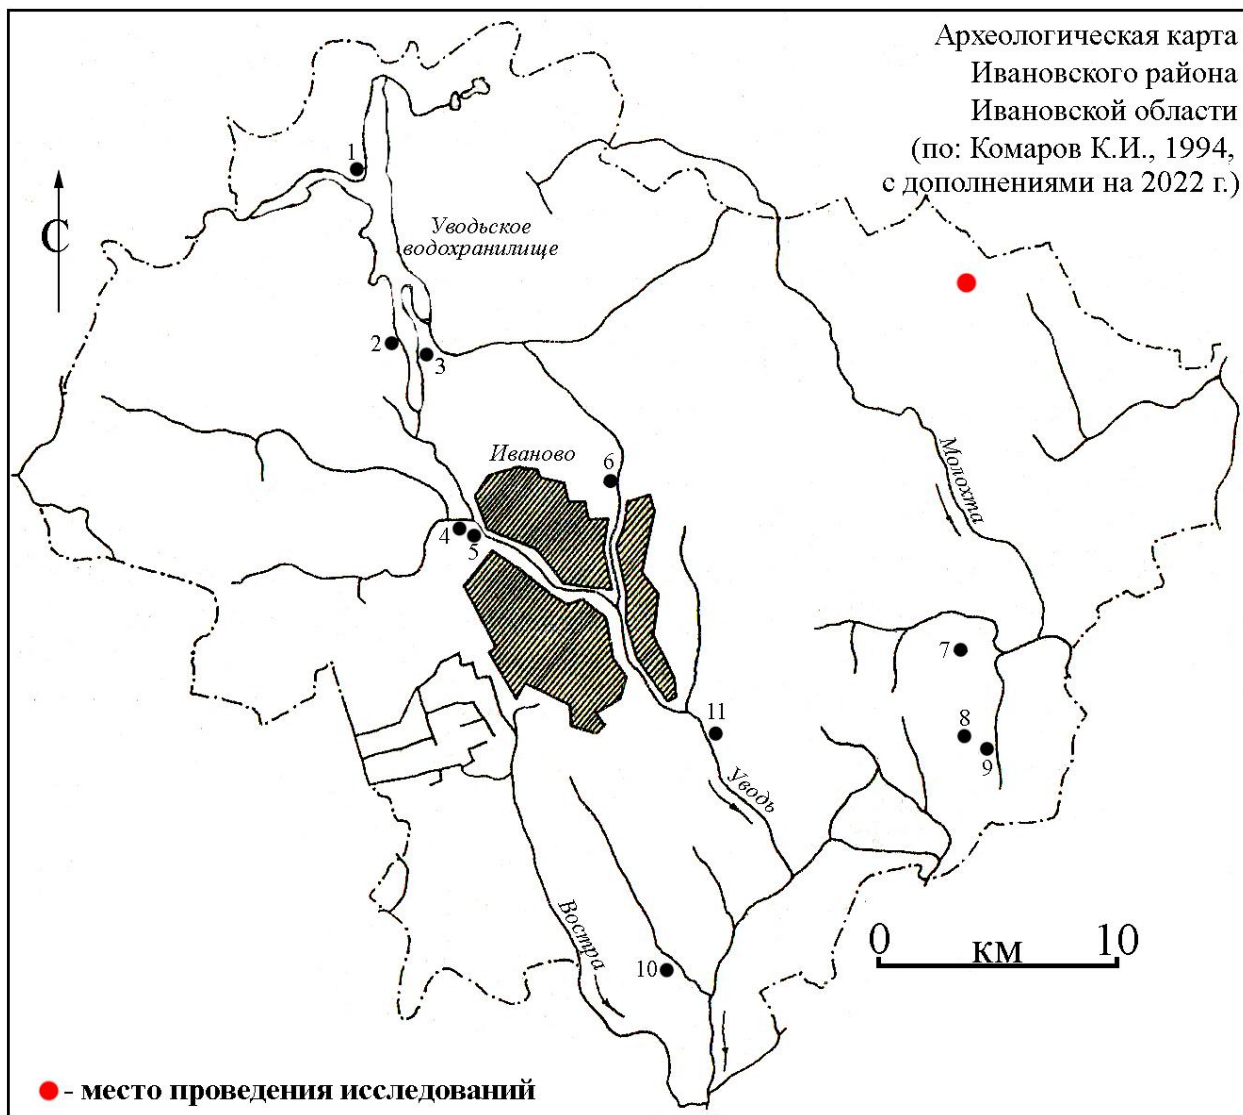 Археологическая карта
Ивановского района
Ивановской области
(по: Комаров К.И., 1994,
с дополнениями на 2022 г.)
1
С
Уводьское
водохранилище
2
3
Иваново
6
Молохта
4
5
7
11
8
9
Уводь
Востра
10
0
км
10
- место проведения исследований